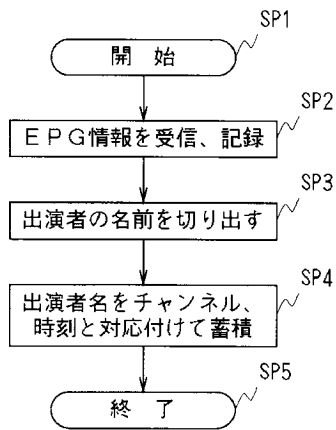 SP1
開 始
SP2
EPG情報を受信、記録
SP3
出演者の名前を切り出す
SP4
出演者名をチャンネル、
時刻と対応付けて蓄積
SP5
終 了